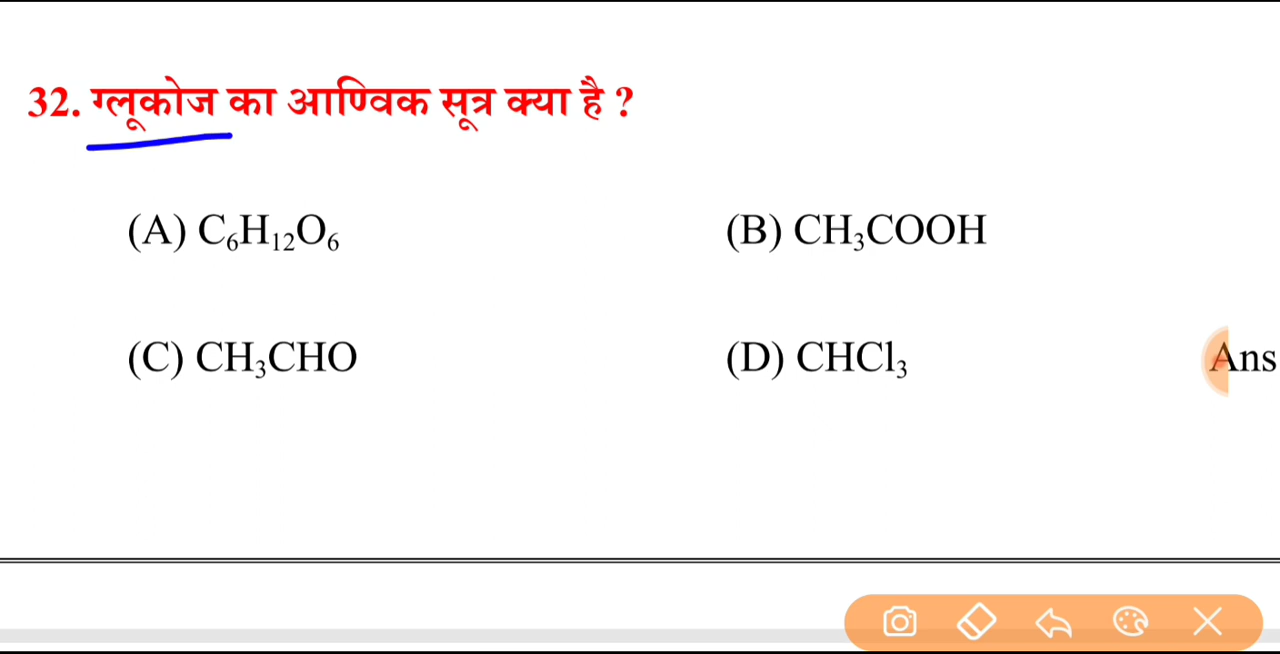 32. ग्लूकोज का आण्विक सूत्र क्या है ?
(A) C₆H₁₂O₆ (B) CH₃COOH
(C) CH₃CHO (D) CHCl₃ Ans